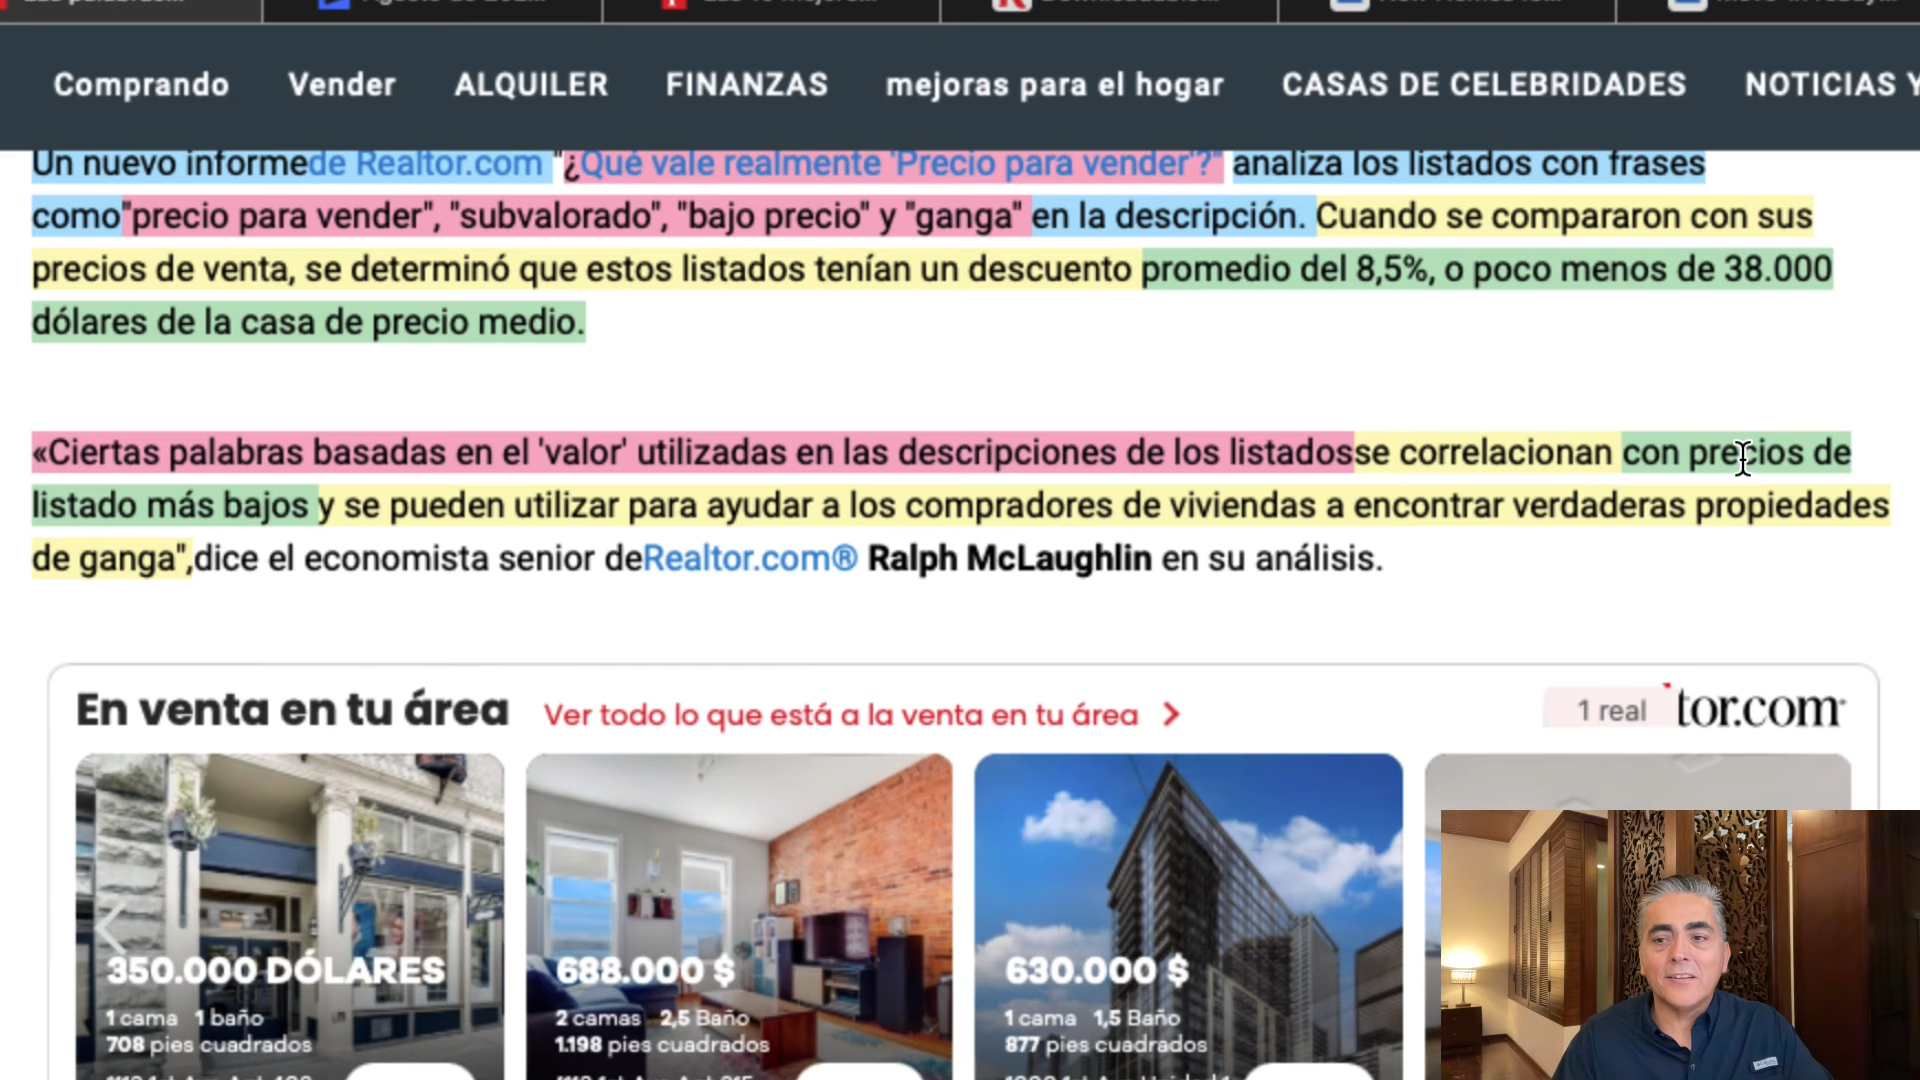 Comprando Vender ALQUILER FINANZAS mejoras para el hogar CASAS DE CELEBRIDADES NOTICIAS Y
Un nuevo informede Realtor.com "¿Qué vale realmente 'Precio para vender'?" analiza los listados con frases
como"precio para vender", "subvalorado", "bajo precio" y "ganga" en la descripción. Cuando se compararon con sus
precios de venta, se determinó que estos listados tenían un descuento promedio del 8,5%, o poco menos de 38.000
dólares de la casa de precio medio.
«Ciertas palabras basadas en el 'valor' utilizadas en las descripciones de los listadosse correlacionan con precios de
listado más bajos y se pueden utilizar para ayudar a los compradores de viviendas a encontrar verdaderas propiedades
de ganga",dice el economista senior deRealtor.com® Ralph McLaughlin en su análisis.
En venta en tu área Ver todo lo que está a la venta en tu área 1 real tor.com
350.000 DÓLARES
1 cama 1 baño
708 pies cuadrados
688.000 $
2 camas 2,5 Baño
1.198 pies cuadrados
630.000 $
1 cama 1,5 Baño
877 pies cuadrados